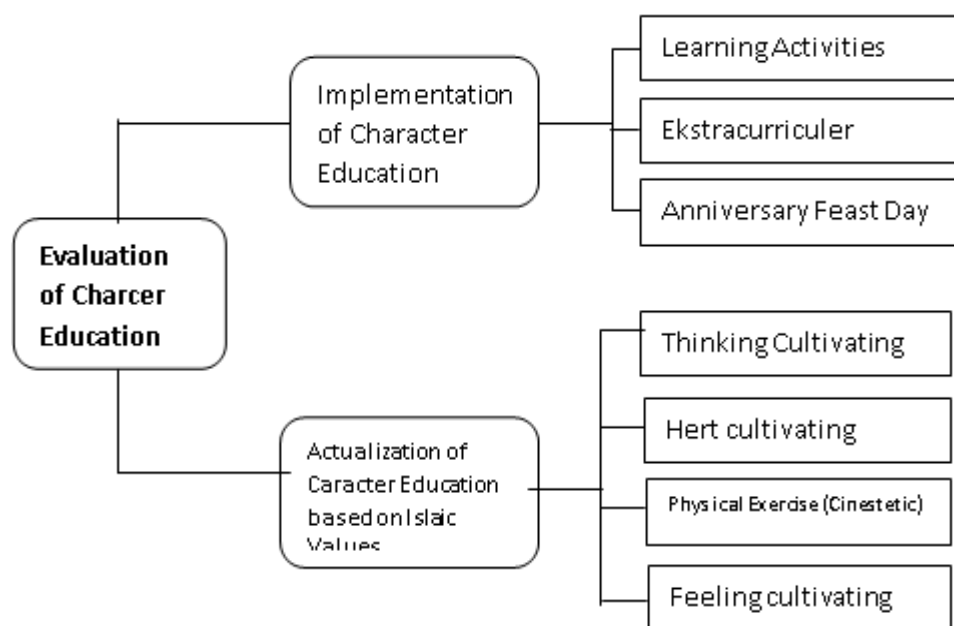 Evaluation
of Charcer
Education
Implementation
of Character
Education
Learning Activities
Ekstracurriculer
Anniversary Feast Day
Actualization of
Caracter Education
based on Islaic
Values
Thinking Cultivating
Hert cultivating
Physical Exercise (Cinestetic)
Feeling cultivating